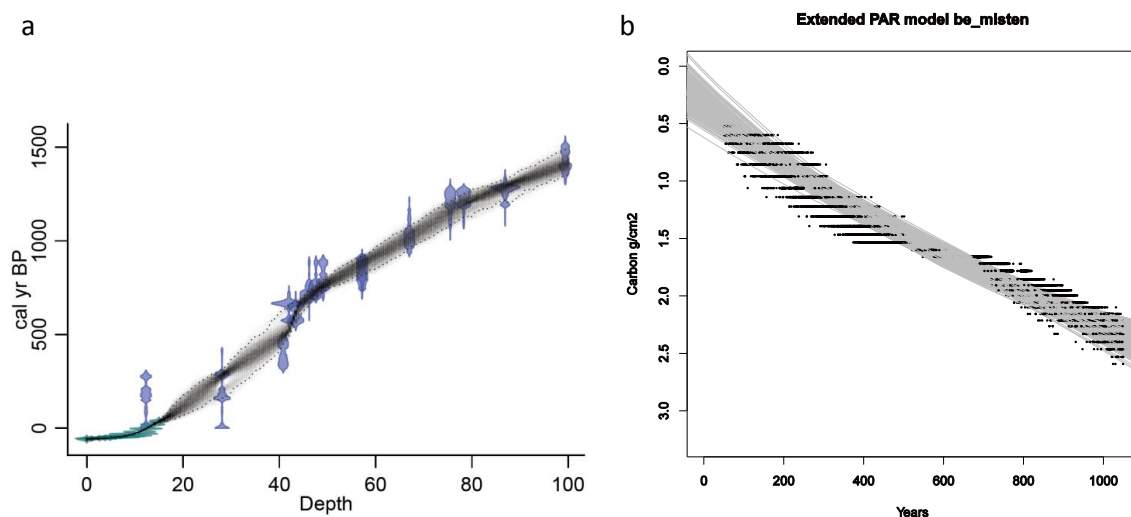 a
cal yr BP
1500
1000
500
0
0 20 40 60 80 100
Depth
b
Extended PAR model be_misten
Carbon g/cm2
0.0
0.5
1.0
1.5
2.0
2.5
3.0
0 200 400 600 800 1000
Years